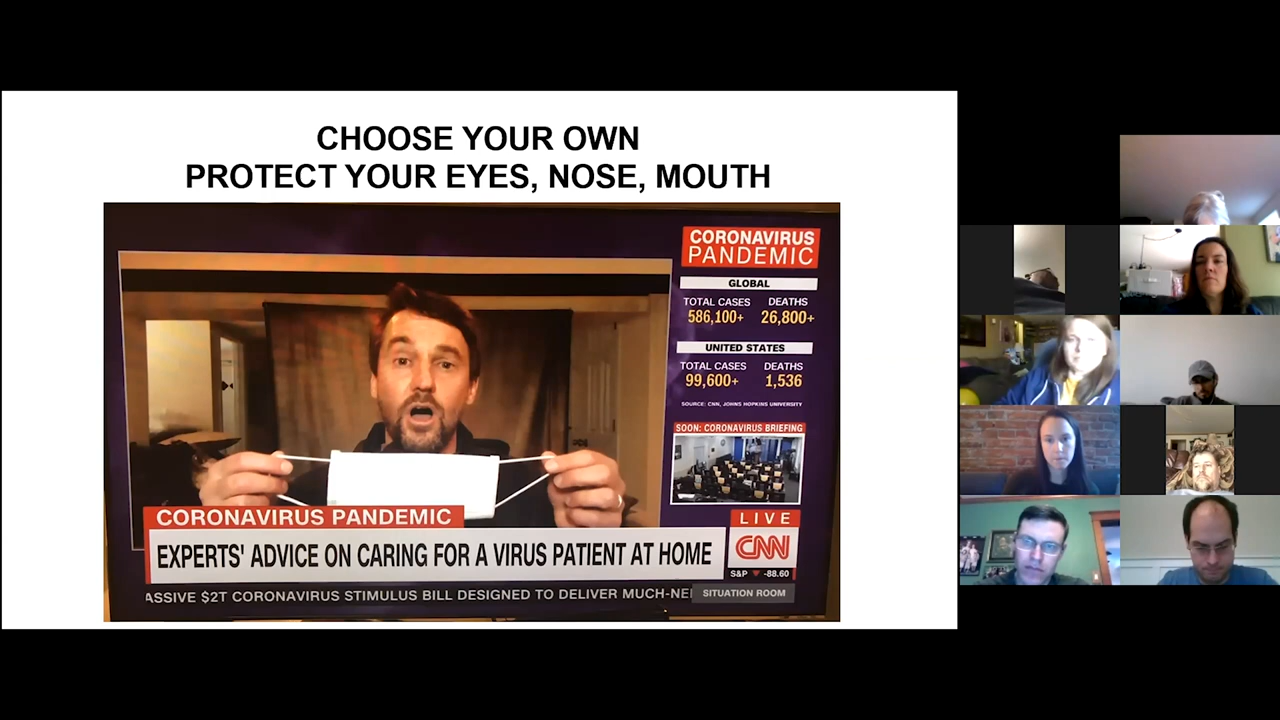 CHOOSE YOUR OWN
PROTECT YOUR EYES, NOSE, MOUTH
CORONAVIRUS
PANDEMIC
GLOBAL
TOTAL CASES DEATHS
586,100+ 26,800+
UNITED STATES
TOTAL CASES DEATHS
99,600+ 1,536
SOURCE: CNN, JOHNS HOPKINS UNIVERSITY
SOON: CORONAVIRUS BRIEFING
CORONAVIRUS PANDEMIC
EXPERTS' ADVICE ON CARING FOR A VIRUS PATIENT AT HOME
LIVE
CNN
S&P ▼ -88.60
ASSIVE $2T CORONAVIRUS STIMULUS BILL DESIGNED TO DELIVER MUCH-NE
SITUATION ROOM